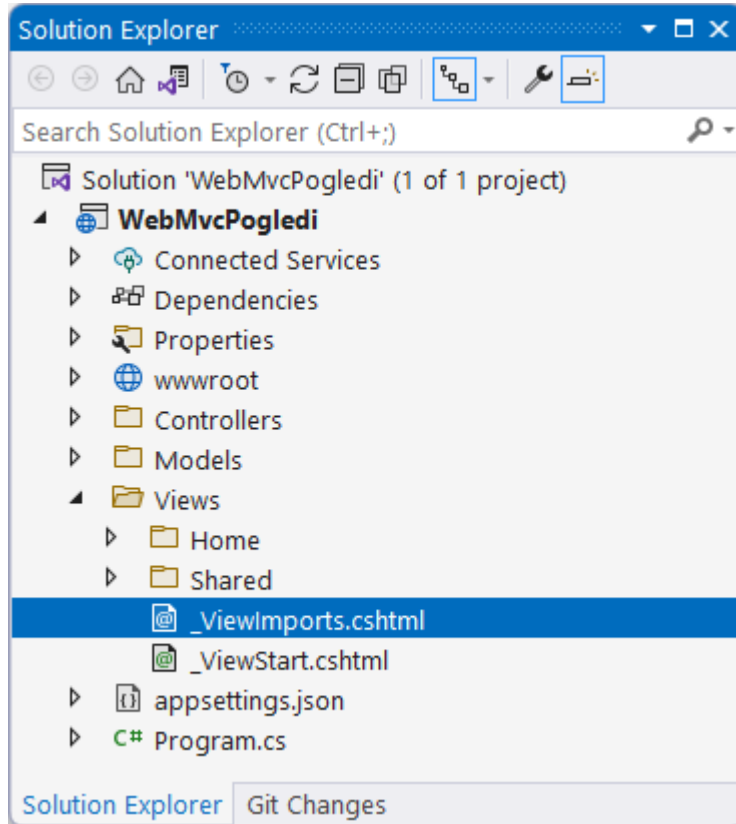 Solution Explorer
Search Solution Explorer (Ctrl+;)
Solution 'WebMvcPogledi' (1 of 1 project)
WebMvcPogledi
Connected Services
Dependencies
Properties
wwwroot
Controllers
Models
Views
Home
Shared
_ViewImports.cshtml
_ViewStart.cshtml
appsettings.json
C# Program.cs
Solution Explorer Git Changes